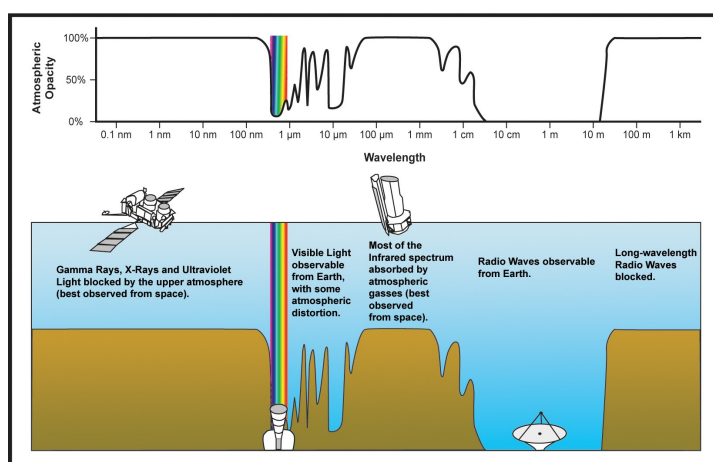 Atmospheric
Opacity
100%
50%
0%
0.1 nm 1 nm 10 nm 100 nm 1 µm 10 µm 100 µm 1 mm 1 cm 10 cm 1 m 10 m 100 m 1 km
Wavelength
Gamma Rays, X-Rays and Ultraviolet
Light blocked by the upper atmosphere
(best observed from space).
Visible Light
observable
from Earth,
with some
atmospheric
distortion.
Most of the
Infrared spectrum
absorbed by
atmospheric
gasses (best
observed
from space).
Radio Waves observable
from Earth.
Long-wavelength
Radio Waves
blocked.